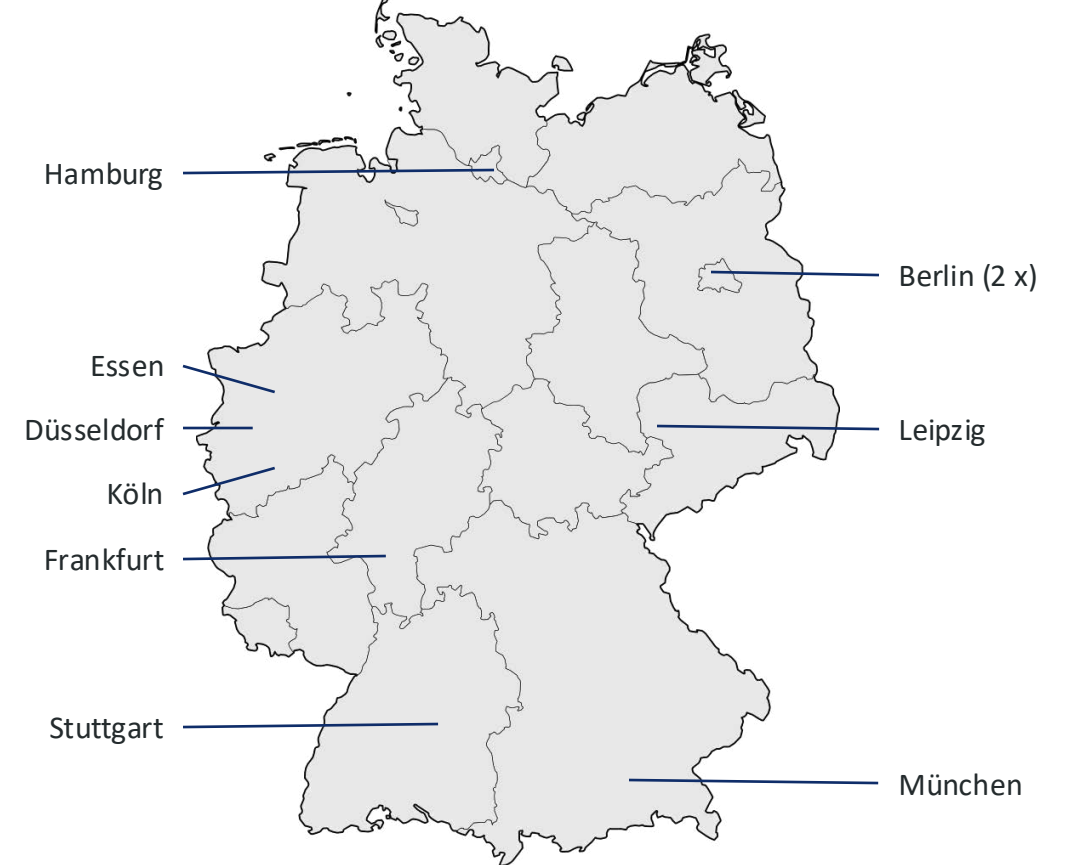 Hamburg
Berlin (2 x)
Essen
Düsseldorf
Leipzig
Köln
Frankfurt
Stuttgart
München